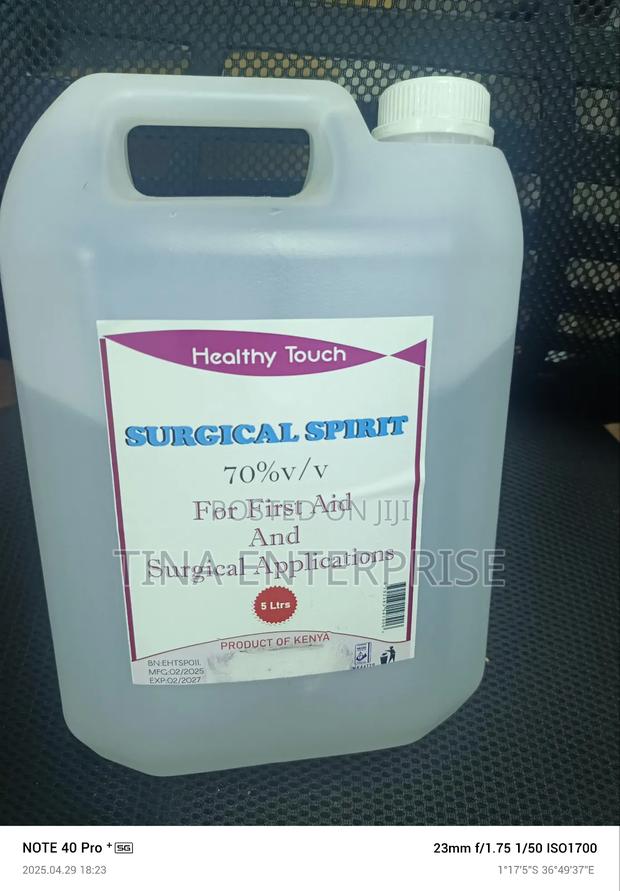 Healthy Touch
SURGICAL SPIRIT
70%v/v
For First Aid
POSTED ON JIJI
And
TINA ENTERPRISE
Surgical Applications
5 Ltrs
PRODUCT OF KENYA
MFG:02/2025
EXP:02/2027
NOTE 40 Pro+ 5G
23mm f/1.75 1/50 ISO1700
2025.04.29 18:23
1°17'5"S 36°49'37"E